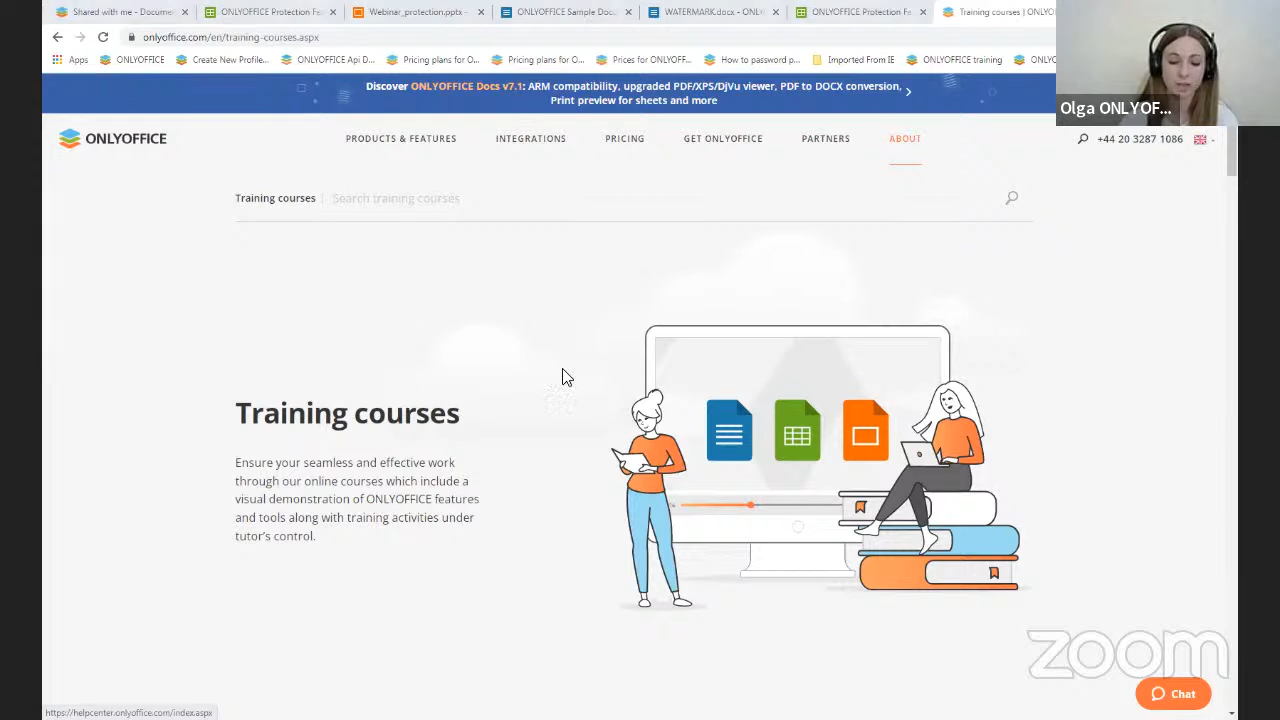 Shared with me - Docume
ONLYOFFICE Protection Fe
Webinar_protection.pptx -
ONLYOFFICE Sample Docu
WATERMARK.docx - ONL
ONLYOFFICE Protection Fe
Training courses | ONLYO
onlyoffice.com/en/training-courses.aspx
Apps
ONLYOFFICE
Create New Profile...
ONLYOFFICE Api D...
Pricing plans for O...
Pricing plans for O...
Prices for ONLYOFF...
How to password p...
Imported From IE
ONLYOFFICE training
ONLYO
Discover ONLYOFFICE Docs v7.1: ARM compatibility, upgraded PDF/XPS/DjVu viewer, PDF to DOCX conversion,
Print preview for sheets and more
Olga ONLYOF...
ONLYOFFICE
PRODUCTS & FEATURES
INTEGRATIONS
PRICING
GET ONLYOFFICE
PARTNERS
ABOUT
+44 20 3287 1086
Training courses
Search training courses
Training courses
Ensure your seamless and effective work
through our online courses which include a
visual demonstration of ONLYOFFICE features
and tools along with training activities under
tutor's control.
zoom
Chat
https://helpcenter.onlyoffice.com/index.aspx